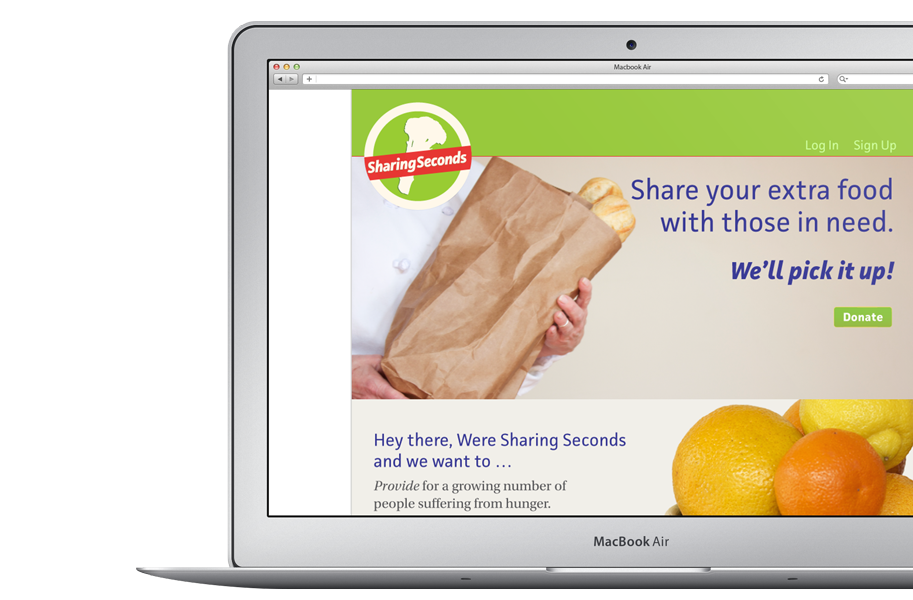 Macbook Air
Log In Sign Up
SharingSeconds
Share your extra food
with those in need.
We'll pick it up!
Donate
Hey there, Were Sharing Seconds
and we want to ...
Provide for a growing number of
people suffering from hunger.
MacBook Air